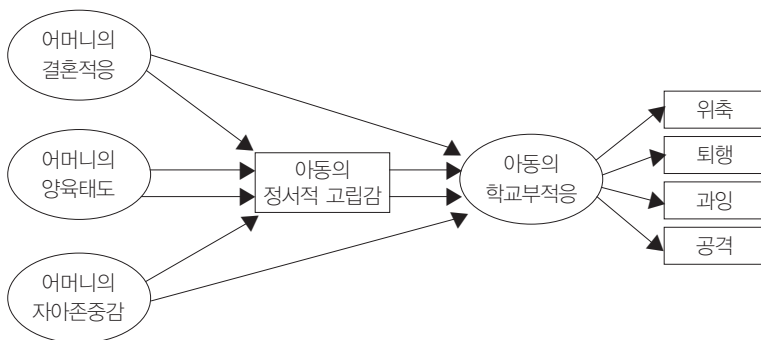 어머니의
결혼적응
어머니의
양육태도
어머니의
자아존중감
아동의
정서적 고립감
아동의
학교부적응
위축
퇴행
과잉
공격